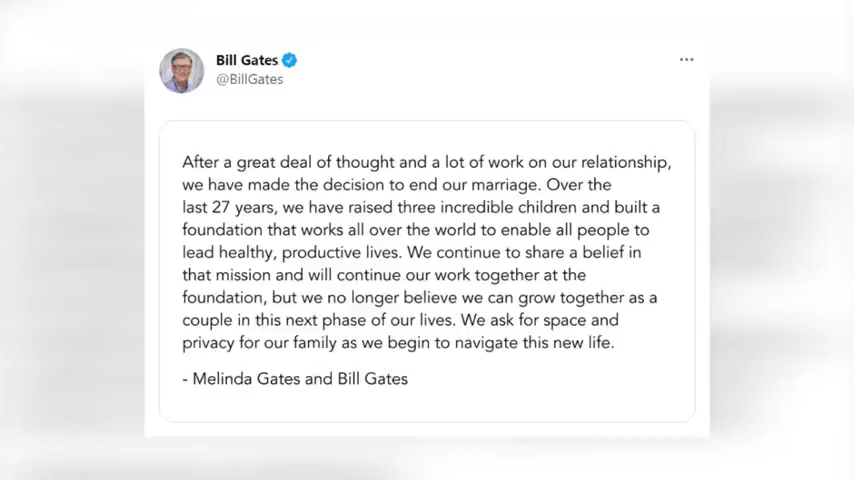 Bill Gates
@BillGates
After a great deal of thought and a lot of work on our relationship,
we have made the decision to end our marriage. Over the
last 27 years, we have raised three incredible children and built a
foundation that works all over the world to enable all people to
lead healthy, productive lives. We continue to share a belief in
that mission and will continue our work together at the
foundation, but we no longer believe we can grow together as a
couple in this next phase of our lives. We ask for space and
privacy for our family as we begin to navigate this new life.
- Melinda Gates and Bill Gates